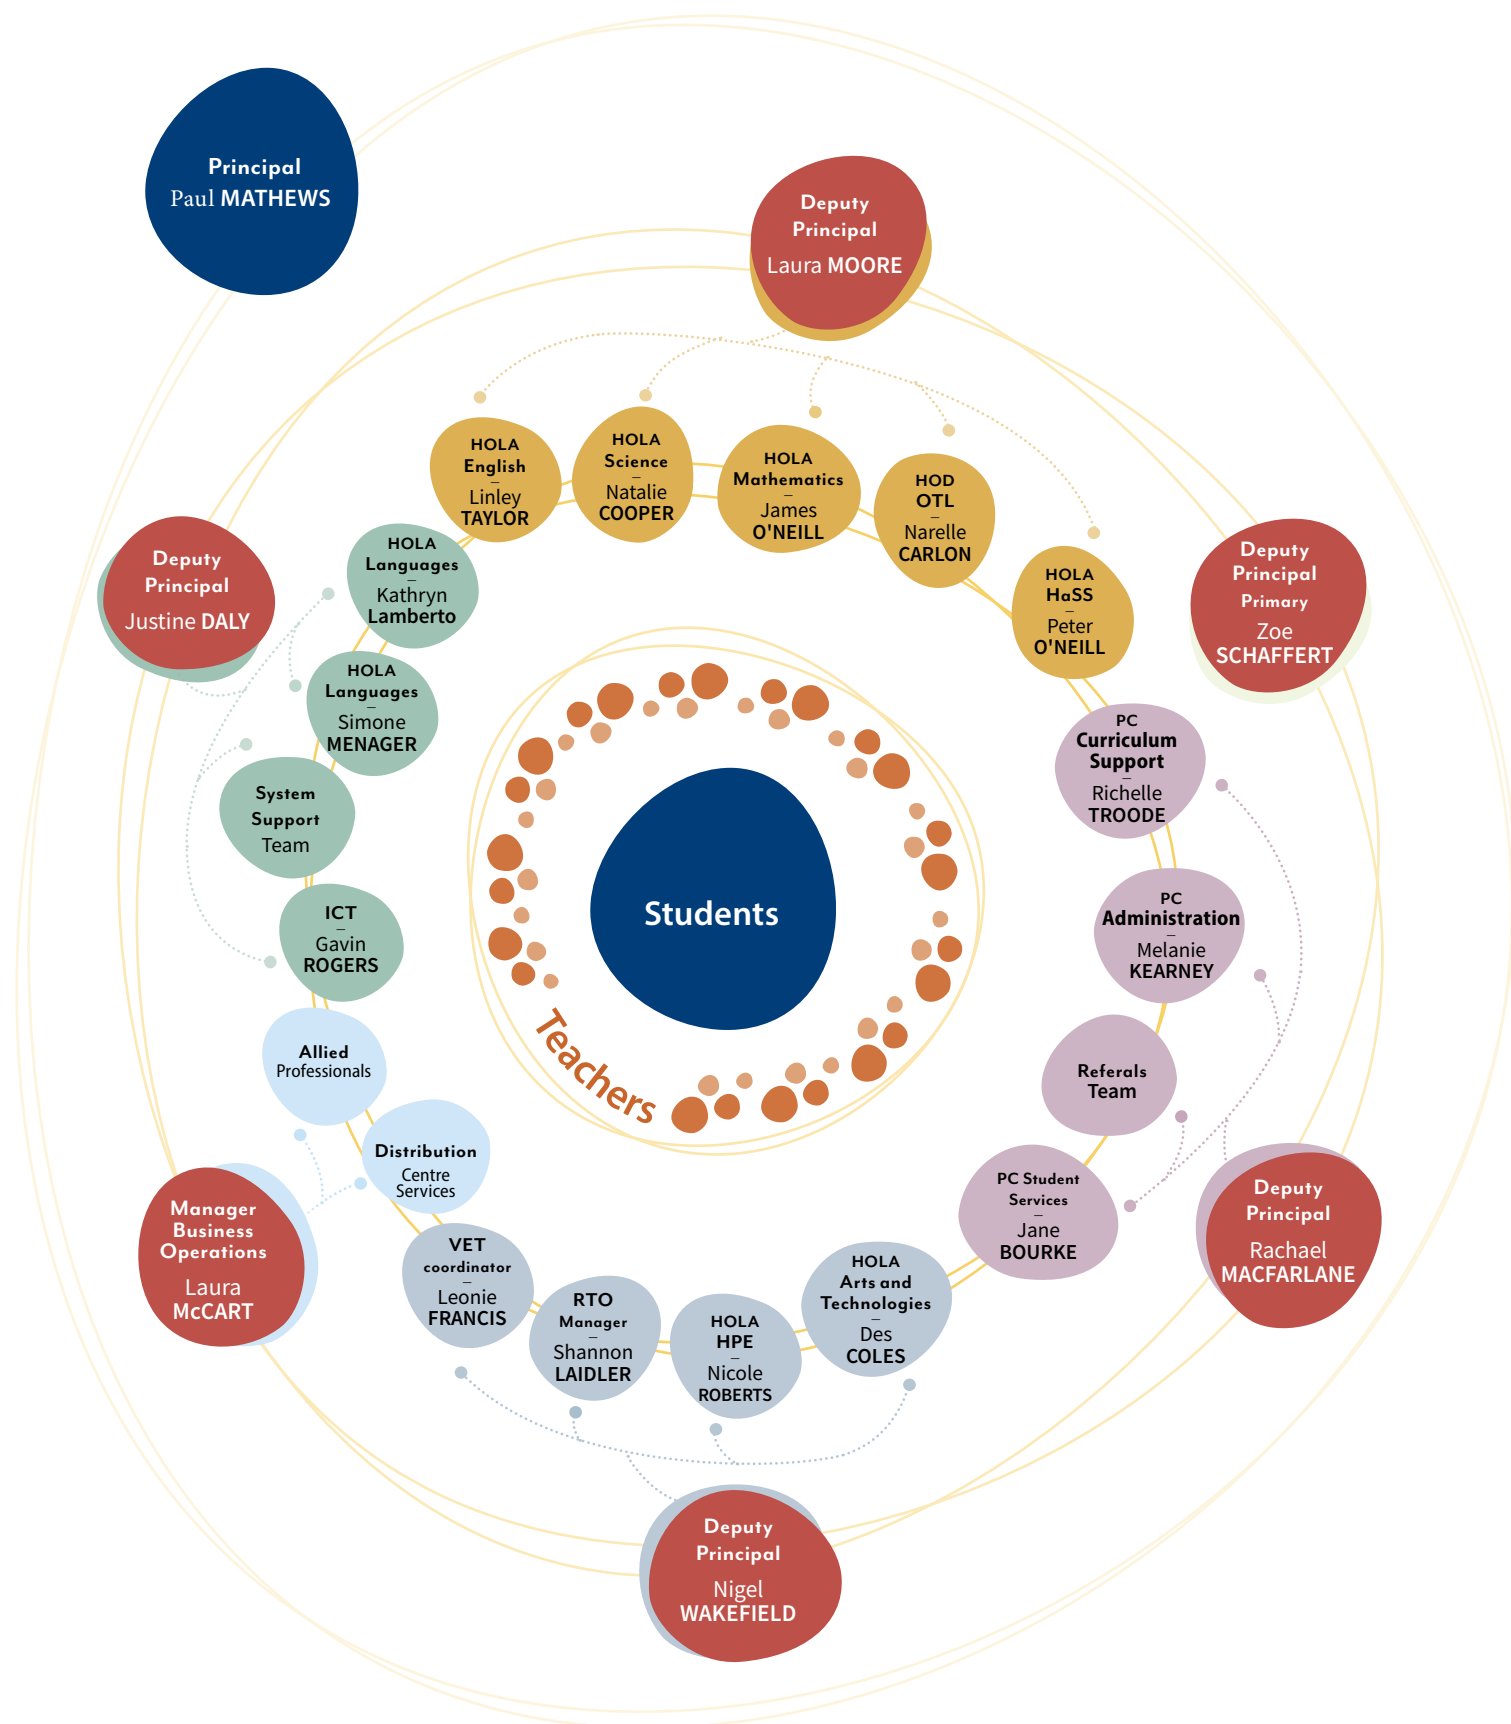 Principal
Paul MATHEWS
Deputy
Principal
Laura MOORE
Deputy
Principal
Justine DALY
Deputy
Principal
Primary
Zoe
SCHAFFERT
HOLA
English
–
Linley
TAYLOR
HOLA
Science
–
Natalie
COOPER
HOLA
Mathematics
–
James
O'NEILL
HOD
OTL
–
Narelle
CARLON
HOLA
HaSS
–
Peter
O'NEILL
HOLA
Languages
–
Kathryn
Lamberto
HOLA
Languages
–
Simone
MENAGER
System
Support
Team
ICT
–
Gavin
ROGERS
PC
Curriculum
Support
–
Richelle
TROODE
PC
Administration
–
Melanie
KEARNEY
Referals
Team
PC Student
Services
–
Jane
BOURKE
Students
Teachers
Allied
Professionals
Distribution
Centre
Services
Manager
Business
Operations
Laura
McCART
VET
coordinator
–
Leonie
FRANCIS
RTO
Manager
–
Shannon
LAIDLER
HOLA
HPE
–
Nicole
ROBERTS
HOLA
Arts and
Technologies
–
Des
COLES
Deputy
Principal
Rachael
MACFARLANE
Deputy
Principal
Nigel
WAKEFIELD